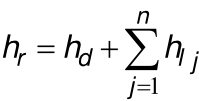 h_r = h_d + \sum_{j=1}^{n} h_{l j}